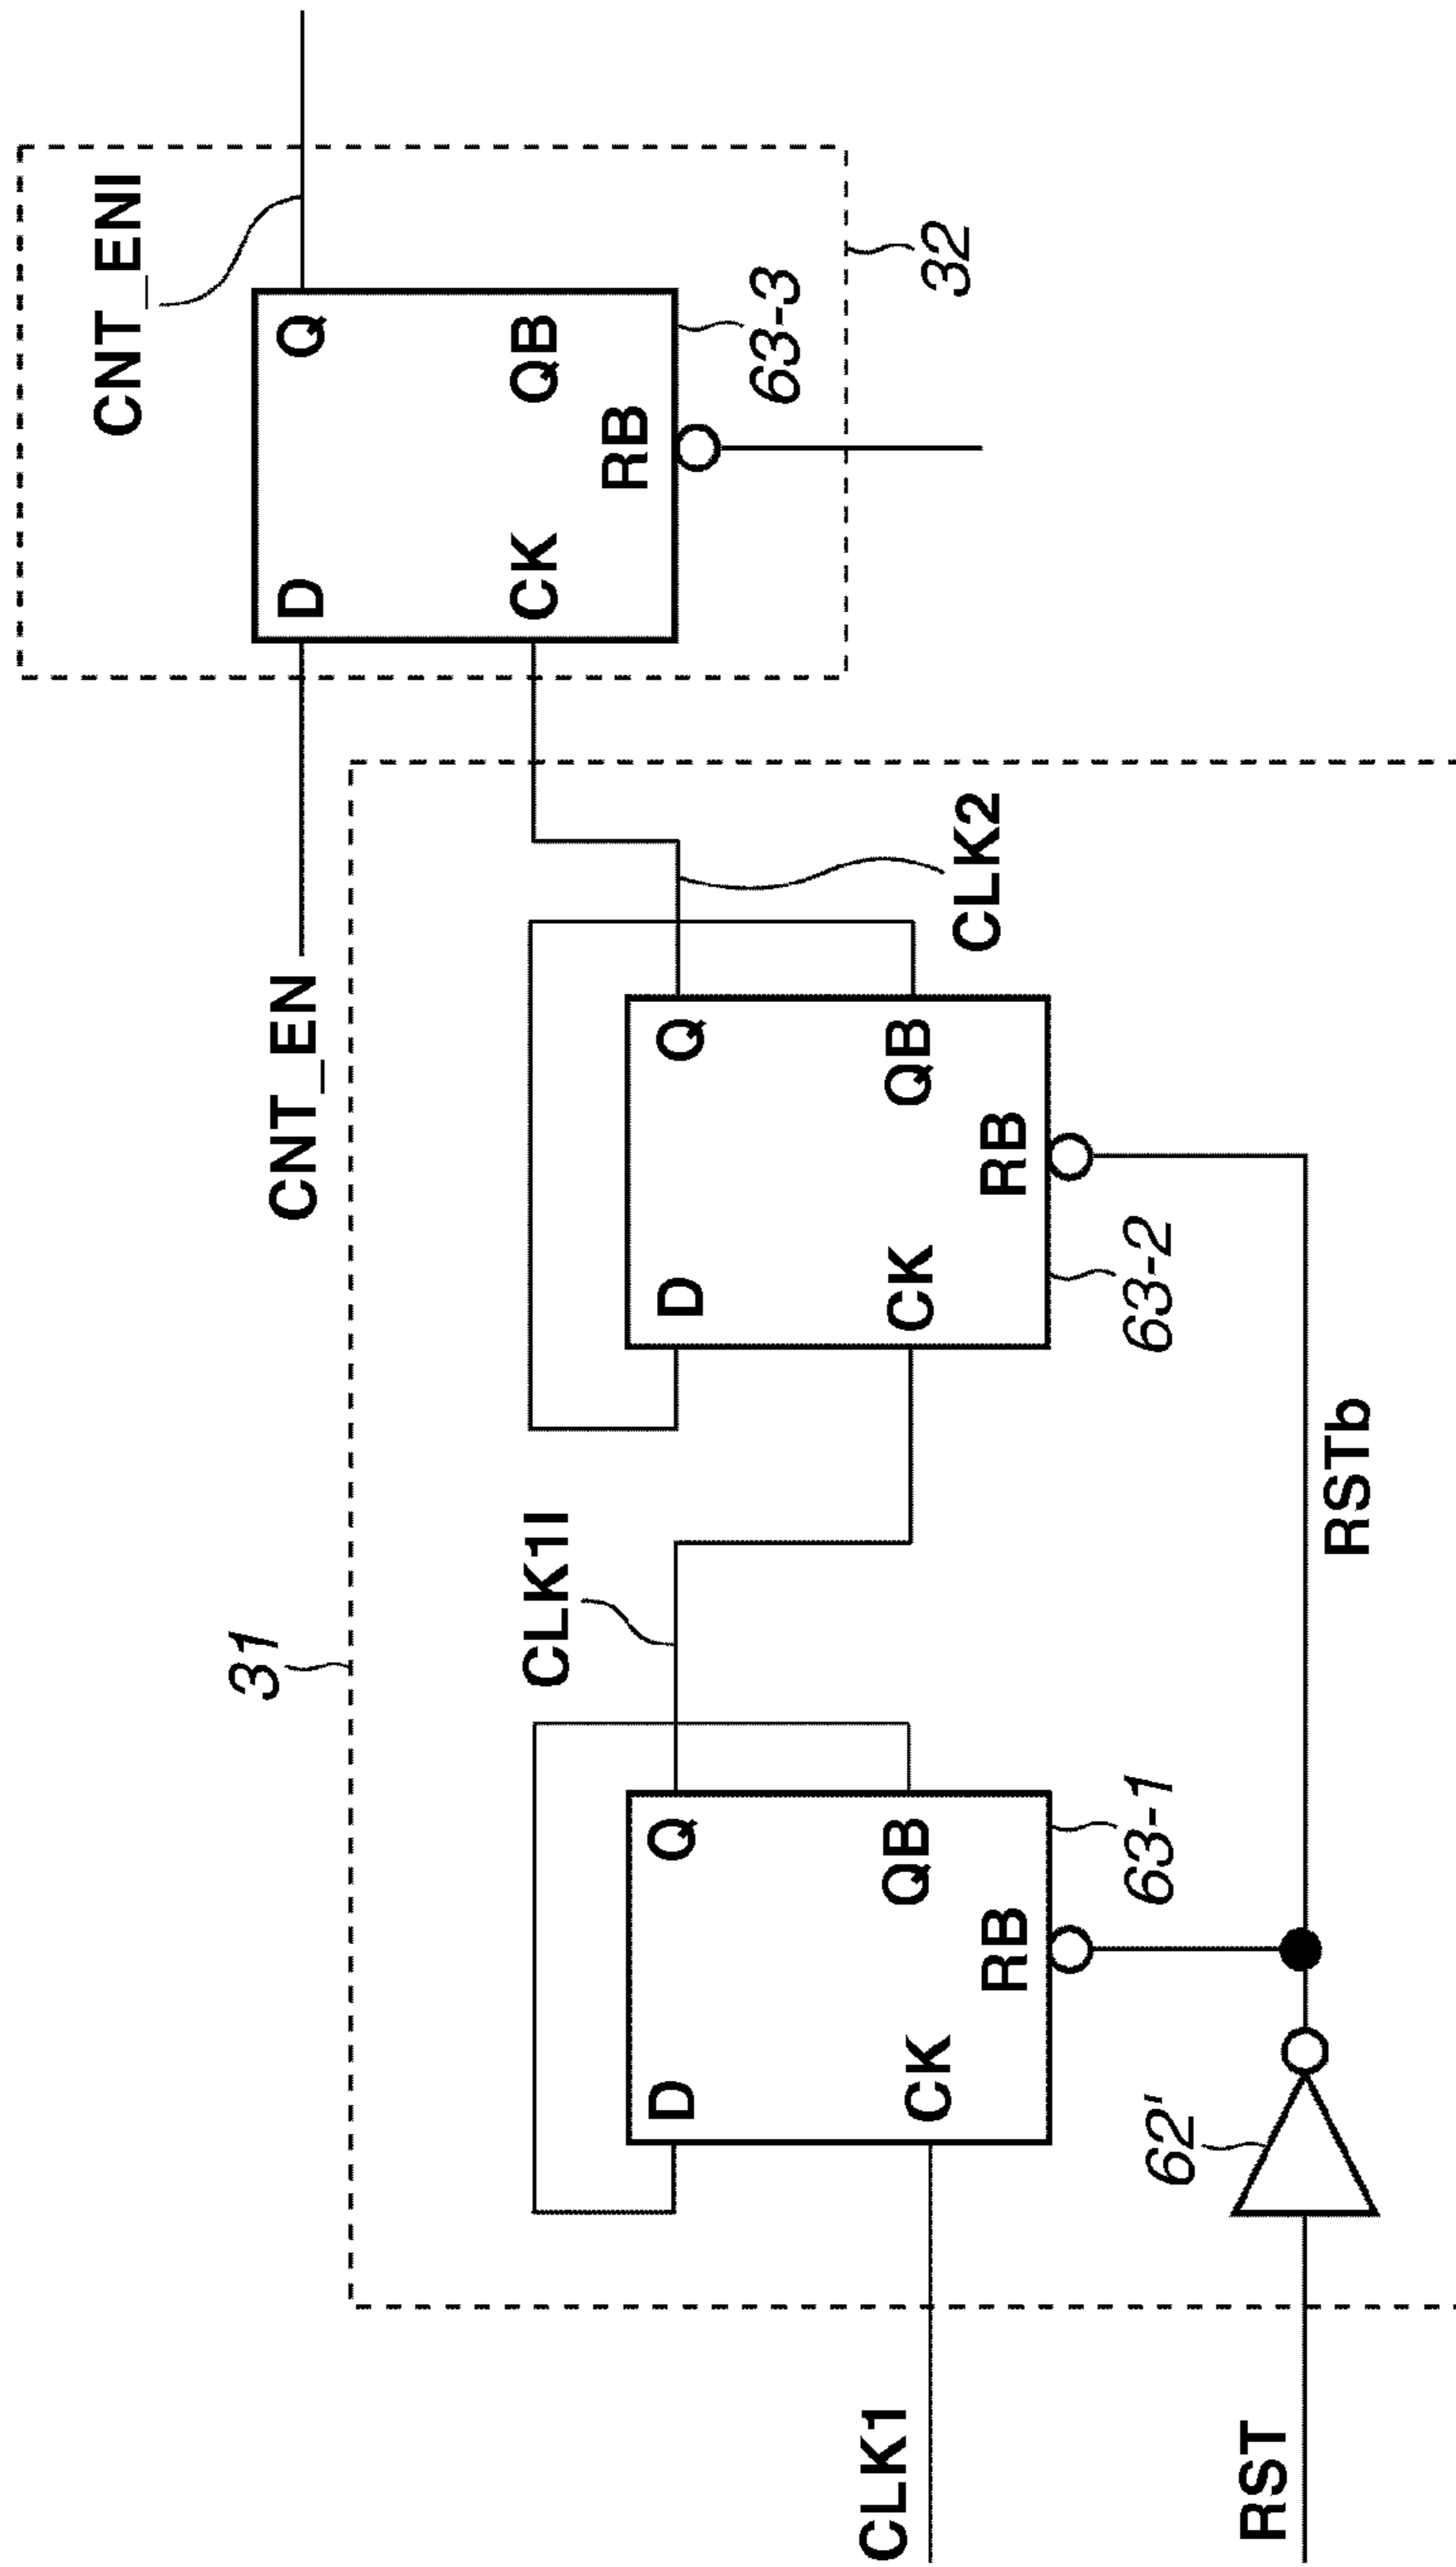 CNT_ENI
D
Q
CK
QB
RB
63-3
32
CNT_EN
31
CLK1I
CLK2
D
Q
CK
QB
RB
63-1
D
Q
CK
QB
RB
63-2
CLK1
62'
RSTb
RST